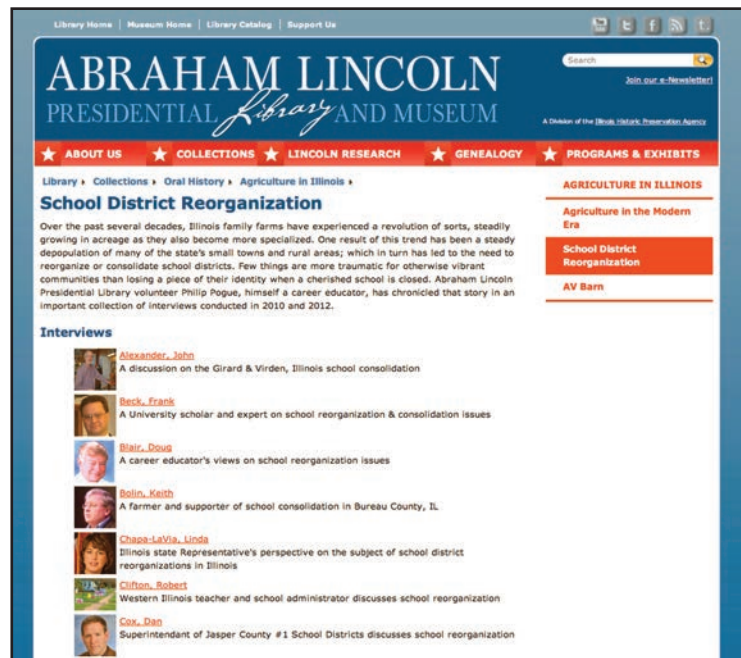 Library Home | Museum Home | Library Catalog | Support Us
Search
Join our e-Newsletter!
ABRAHAM LINCOLN
PRESIDENTIAL Library AND MUSEUM
A Division of the Illinois Historic Preservation Agency
ABOUT US COLLECTIONS LINCOLN RESEARCH GENEALOGY PROGRAMS & EXHIBITS
Library Collections Oral History Agriculture in Illinois
School District Reorganization
Over the past several decades, Illinois family farms have experienced a revolution of sorts, steadily
growing in acreage as they also become more specialized. One result of this trend has been a steady
depopulation of many of the state's small towns and rural areas; which in turn has led to the need to
reorganize or consolidate school districts. Few things are more traumatic for otherwise vibrant
communities than losing a piece of their identity when a cherished school is closed. Abraham Lincoln
Presidential Library volunteer Philip Pogue, himself a career educator, has chronicled that story in an
important collection of interviews conducted in 2010 and 2012.
Interviews
Alexander, John
A discussion on the Girard & Virden, Illinois school consolidation
Beck, Frank
A University scholar and expert on school reorganization & consolidation issues
Blair, Doug
A career educator's views on school reorganization issues
Bolin, Keith
A farmer and supporter of school consolidation in Bureau County, IL
Chapa-LaVia, Linda
Illinois state Representative's perspective on the subject of school district
reorganizations in Illinois
Clifton, Robert
Western Illinois teacher and school administrator discusses school reorganization
Cox, Dan
Superintendant of Jasper County #1 School Districts discusses school reorganization
AGRICULTURE IN ILLINOIS
Agriculture in the Modern
Era
School District
Reorganization
AV Barn